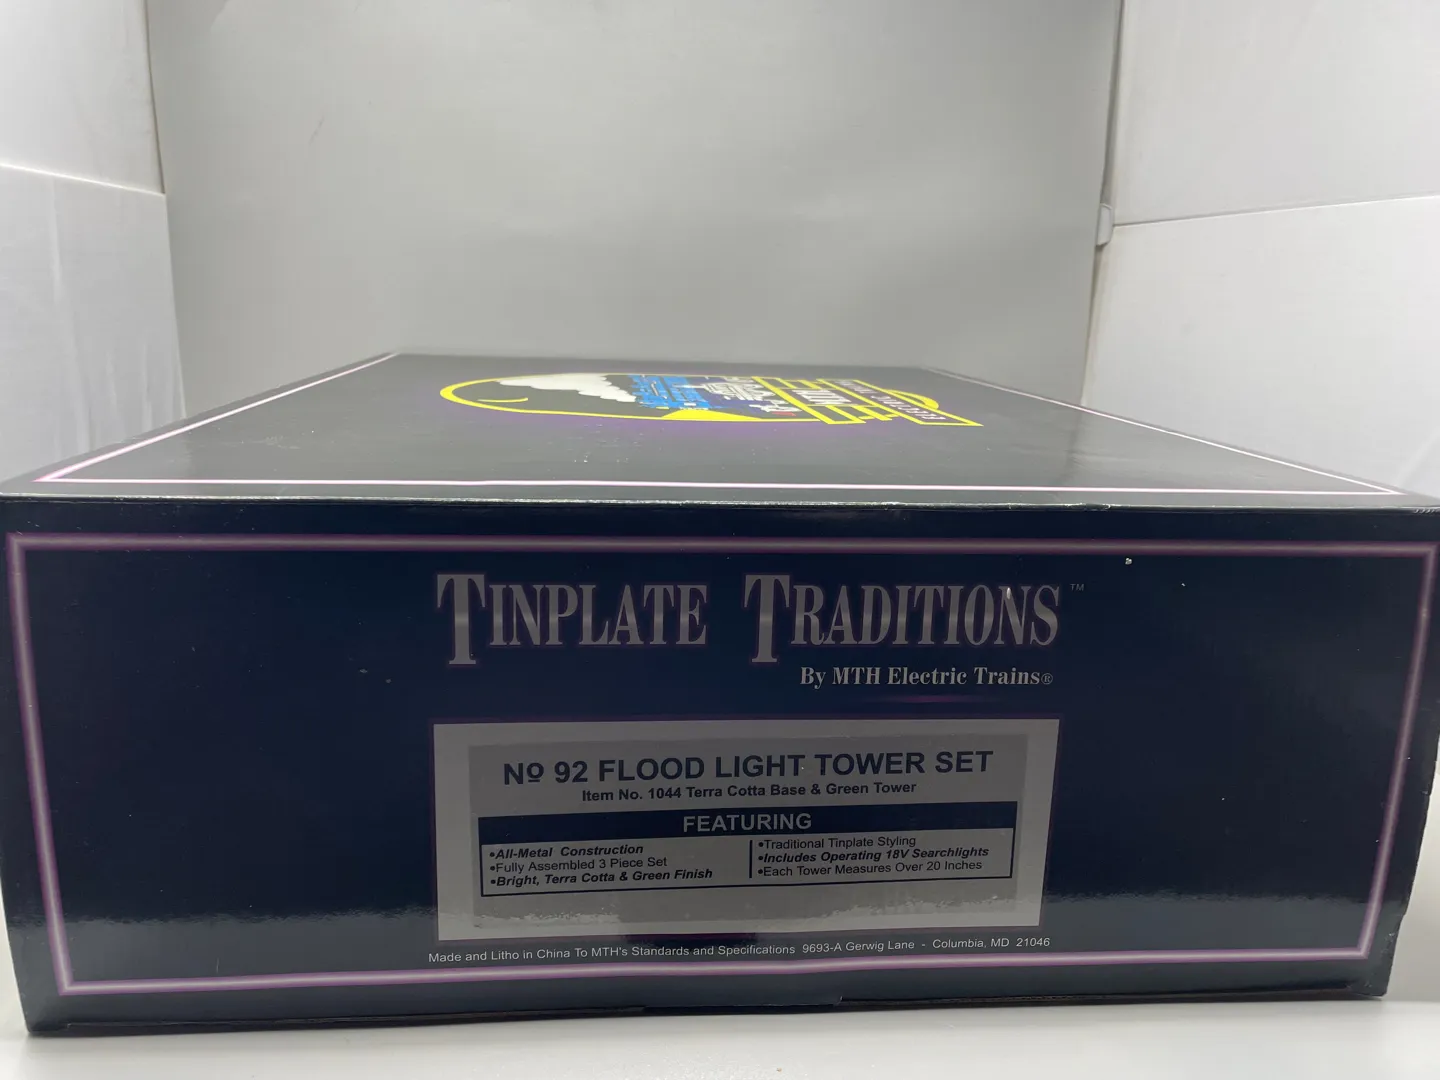 MTH
ELECTRIC TRAINS
TINPLATE TRADITIONS™
By MTH Electric Trains®
Nº 92 FLOOD LIGHT TOWER SET
Item No. 1044 Terra Cotta Base & Green Tower
FEATURING
•All-Metal Construction
•Fully Assembled 3 Piece Set
•Bright, Terra Cotta & Green Finish
•Traditional Tinplate Styling
•Includes Operating 18V Searchlights
•Each Tower Measures Over 20 Inches
Made and Litho in China To MTH's Standards and Specifications 9693-A Gerwig Lane - Columbia, MD 21046